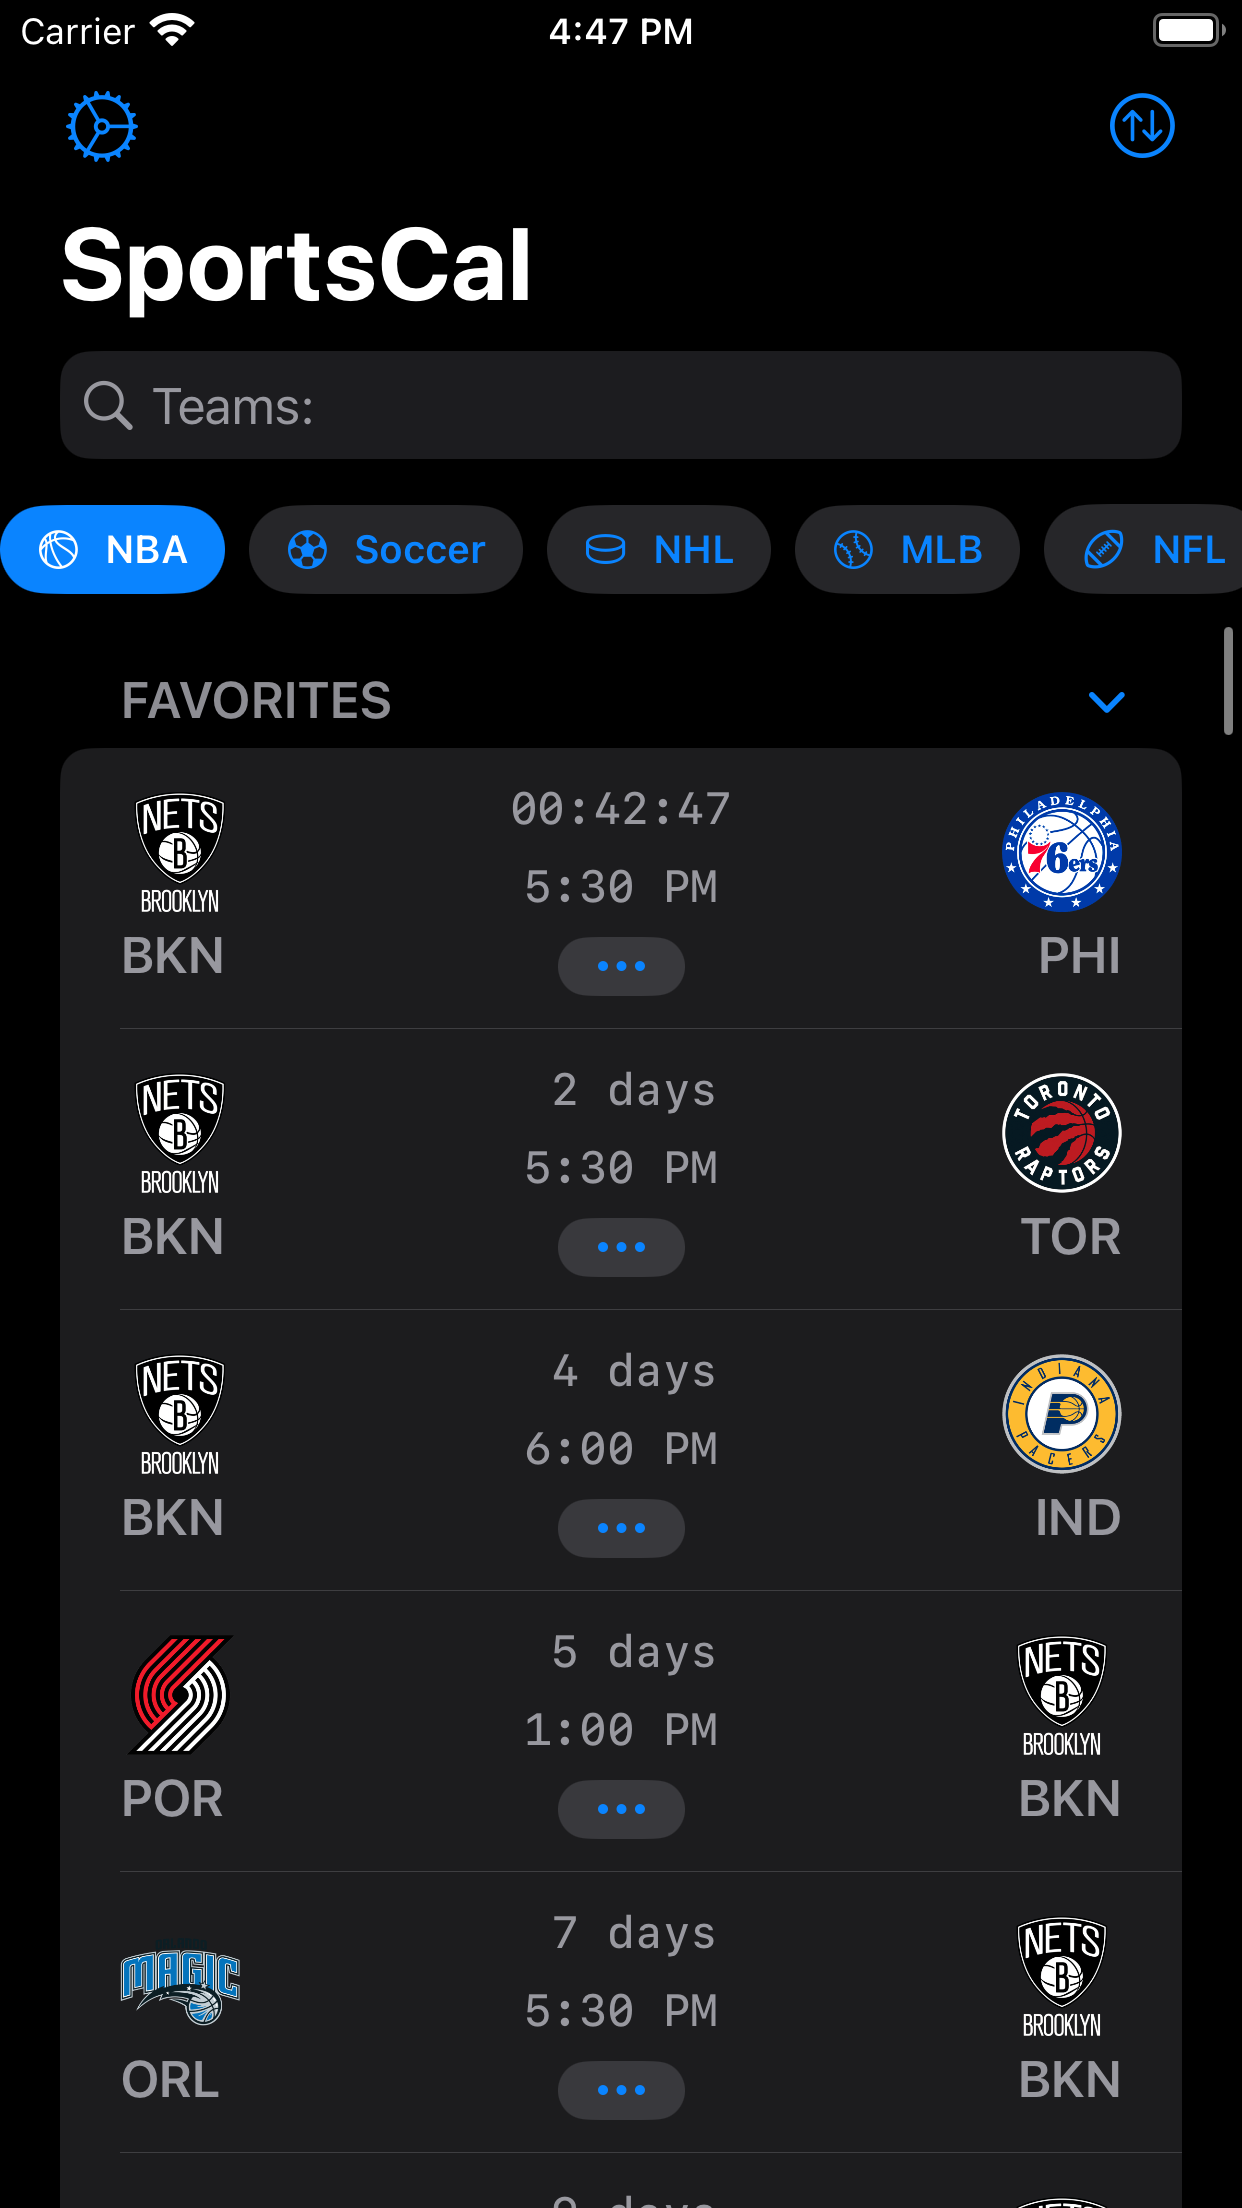 Carrier 4:47 PM
SportsCal
Teams:
NBA Soccer NHL MLB NFL
FAVORITES
NETS
B
BROOKLYN
BKN
00:42:47
5:30 PM
PHILADELPHIA
76ers
PHI
NETS
B
BROOKLYN
BKN
2 days
5:30 PM
TORONTO
RAPTORS
TOR
NETS
B
BROOKLYN
BKN
4 days
6:00 PM
INDIANA
P
PACERS
IND
POR
5 days
1:00 PM
NETS
B
BROOKLYN
BKN
MAGIC
ORL
7 days
5:30 PM
NETS
B
BROOKLYN
BKN
days
NETS